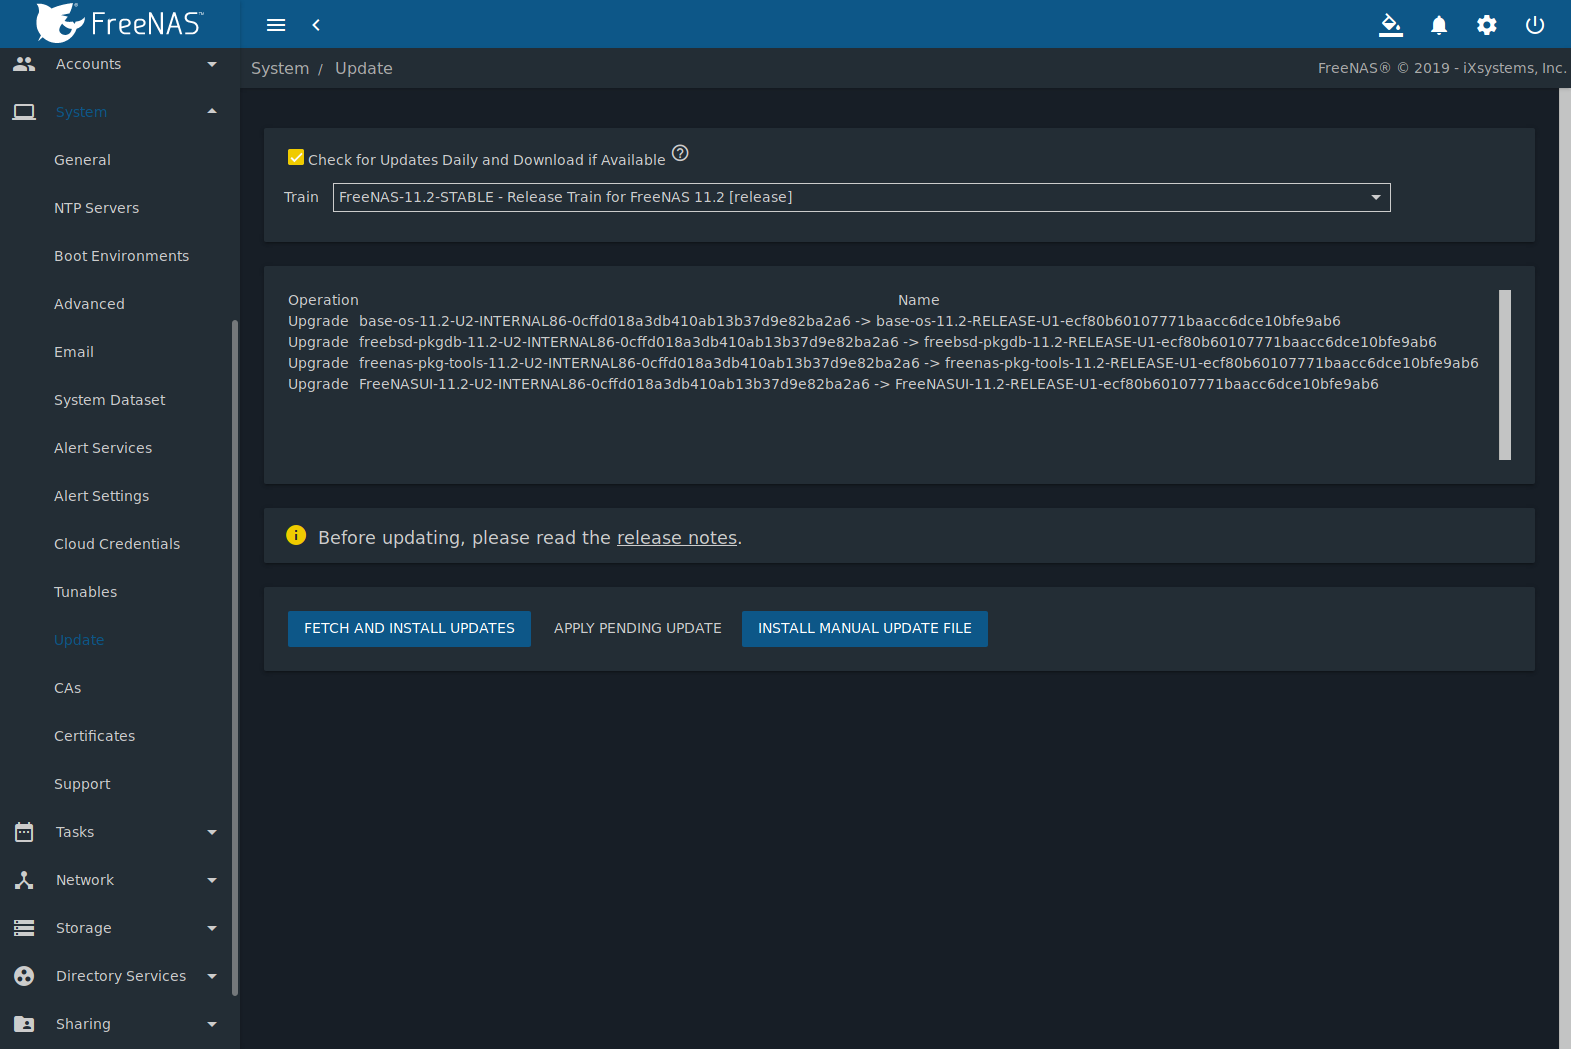 FreeNAS™
System / Update
FreeNAS® © 2019 - iXsystems, Inc.
Accounts
System
General
NTP Servers
Boot Environments
Advanced
Email
System Dataset
Alert Services
Alert Settings
Cloud Credentials
Tunables
Update
CAs
Certificates
Support
Tasks
Network
Storage
Directory Services
Sharing
Check for Updates Daily and Download if Available
Train FreeNAS-11.2-STABLE - Release Train for FreeNAS 11.2 [release]
Operation Name
Upgrade base-os-11.2-U2-INTERNAL86-0cffd018a3db410ab13b37d9e82ba2a6 -> base-os-11.2-RELEASE-U1-ecf80b60107771baacc6dce10bfe9ab6
Upgrade freebsd-pkgdb-11.2-U2-INTERNAL86-0cffd018a3db410ab13b37d9e82ba2a6 -> freebsd-pkgdb-11.2-RELEASE-U1-ecf80b60107771baacc6dce10bfe9ab6
Upgrade freenas-pkg-tools-11.2-U2-INTERNAL86-0cffd018a3db410ab13b37d9e82ba2a6 -> freenas-pkg-tools-11.2-RELEASE-U1-ecf80b60107771baacc6dce10bfe9ab6
Upgrade FreeNASUI-11.2-U2-INTERNAL86-0cffd018a3db410ab13b37d9e82ba2a6 -> FreeNASUI-11.2-RELEASE-U1-ecf80b60107771baacc6dce10bfe9ab6
Before updating, please read the release notes.
FETCH AND INSTALL UPDATES
APPLY PENDING UPDATE
INSTALL MANUAL UPDATE FILE